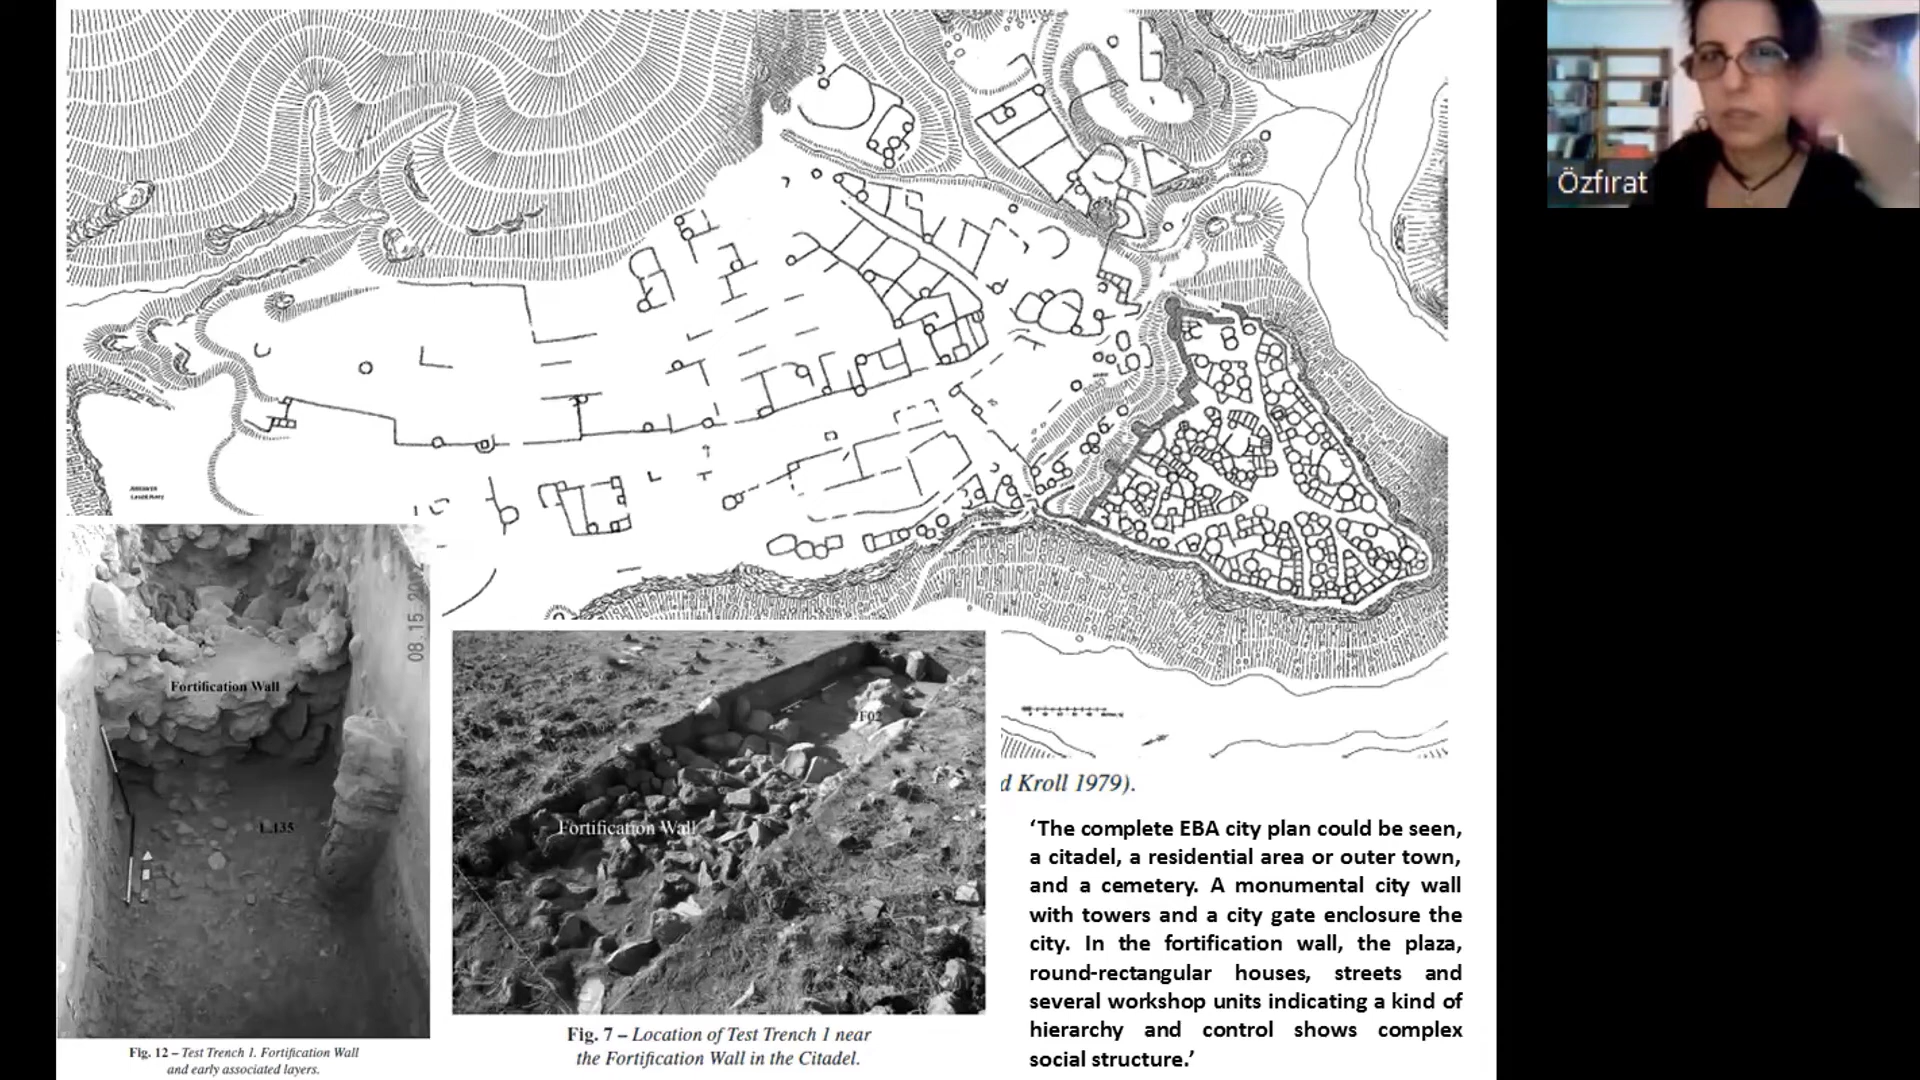 Özfırat
Fortification Wall
08.15.20
L.135
F02
Fortification Wall
d Kroll 1979).
‘The complete EBA city plan could be seen,
a citadel, a residential area or outer town,
and a cemetery. A monumental city wall
with towers and a city gate enclosure the
city. In the fortification wall, the plaza,
round-rectangular houses, streets and
several workshop units indicating a kind of
hierarchy and control shows complex
social structure.’
Fig. 7 – Location of Test Trench 1 near
the Fortification Wall in the Citadel.
Fig. 12 – Test Trench 1. Fortification Wall
and early associated layers.